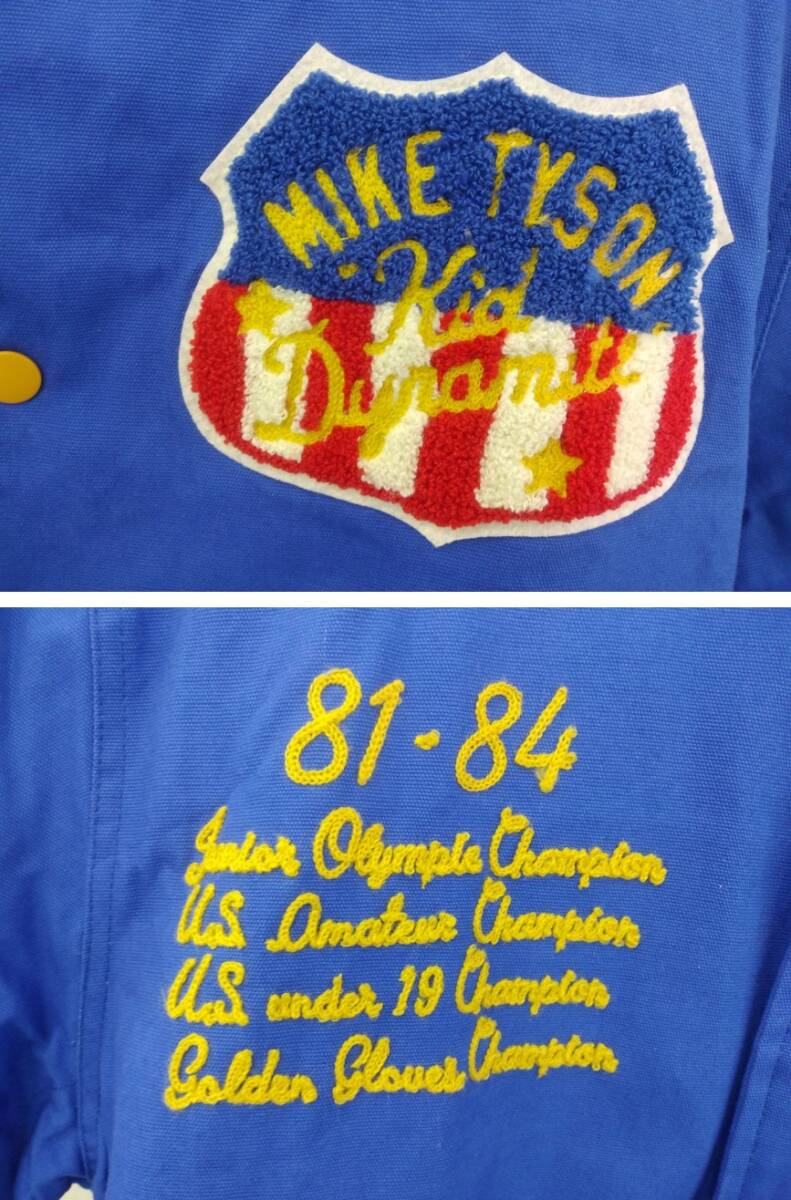 MIKE TYSON
Kid
Dynamite
81-84
Junior Olympic Champion
U.S. Amateur Champion
U.S. under 19 Champion
Golden Gloves Champion